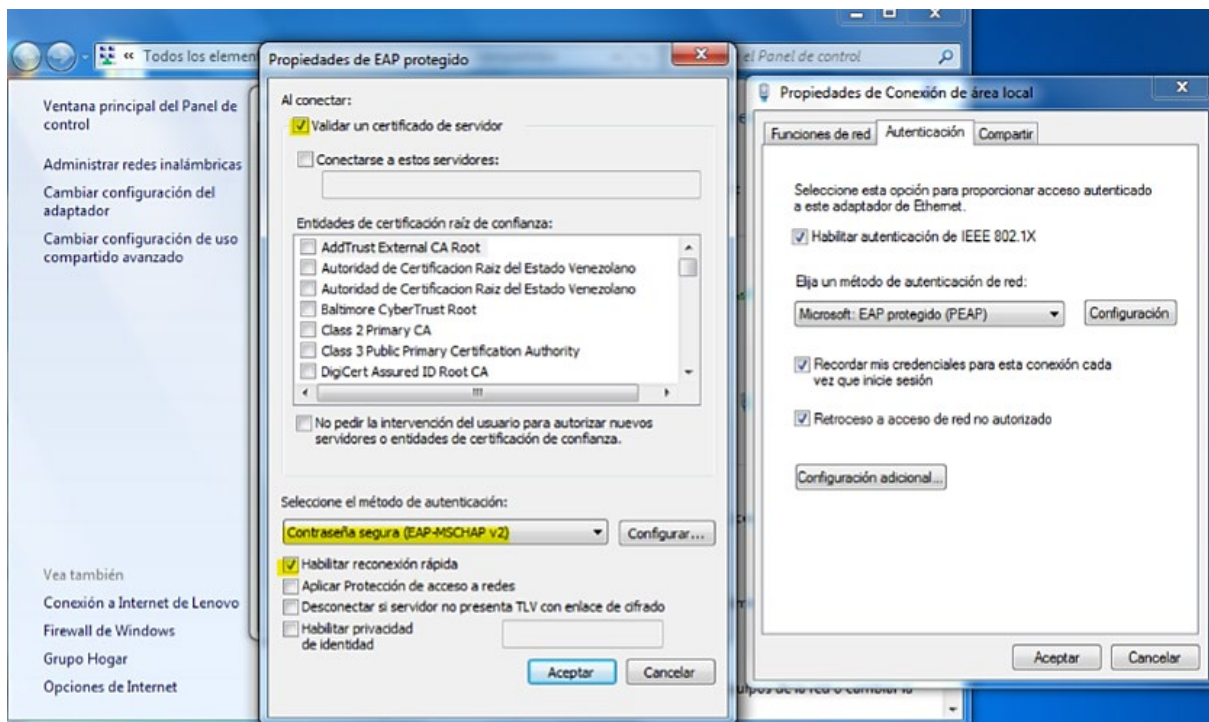 « Todos los elemen
el Panel de control
Ventana principal del Panel de
control
Administrar redes inalámbricas
Cambiar configuración del
adaptador
Cambiar configuración de uso
compartido avanzado
Vea también
Conexión a Internet de Lenovo
Firewall de Windows
Grupo Hogar
Opciones de Internet
Propiedades de EAP protegido
Al conectar:
Validar un certificado de servidor
Conectarse a estos servidores:
Entidades de certificación raíz de confianza:
AddTrust External CA Root
Autoridad de Certificacion Raiz del Estado Venezolano
Autoridad de Certificacion Raiz del Estado Venezolano
Baltimore CyberTrust Root
Class 2 Primary CA
Class 3 Public Primary Certification Authority
DigiCert Assured ID Root CA
No pedir la intervención del usuario para autorizar nuevos
servidores o entidades de certificación de confianza.
Seleccione el método de autenticación:
Contraseña segura (EAP-MSCHAP v2)
Configurar...
Habilitar reconexión rápida
Aplicar Protección de acceso a redes
Desconectar si servidor no presenta TLV con enlace de cifrado
Habilitar privacidad
de identidad
Aceptar Cancelar
Propiedades de Conexión de área local
Funciones de red Autenticación Compartir
Seleccione esta opción para proporcionar acceso autenticado
a este adaptador de Ethernet.
Habilitar autenticación de IEEE 802.1X
Elija un método de autenticación de red:
Microsoft: EAP protegido (PEAP) Configuración
Recordar mis credenciales para esta conexión cada
vez que inicie sesión
Retroceso a acceso de red no autorizado
Configuración adicional...
Aceptar Cancelar